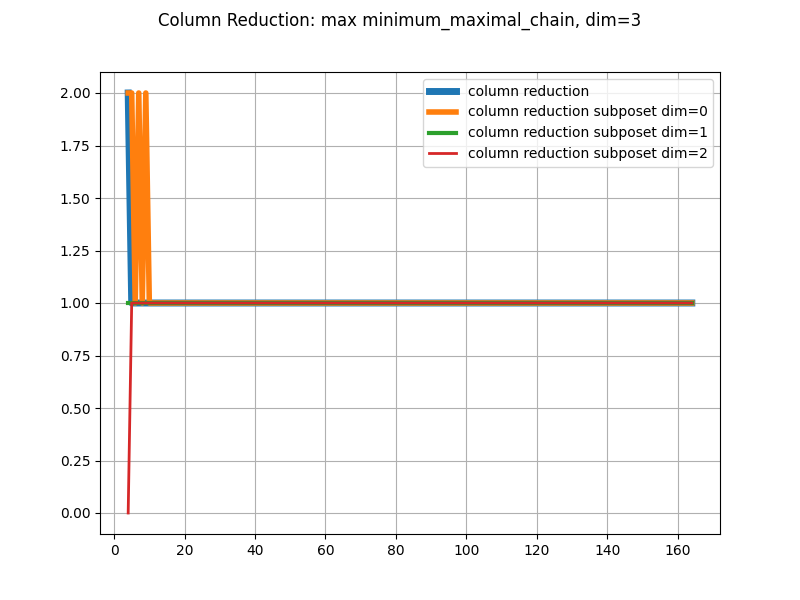 Column Reduction: max minimum_maximal_chain, dim=3
column reduction
column reduction subposet dim=0
column reduction subposet dim=1
column reduction subposet dim=2
2.00
1.75
1.50
1.25
1.00
0.75
0.50
0.25
0.00
0 20 40 60 80 100 120 140 160